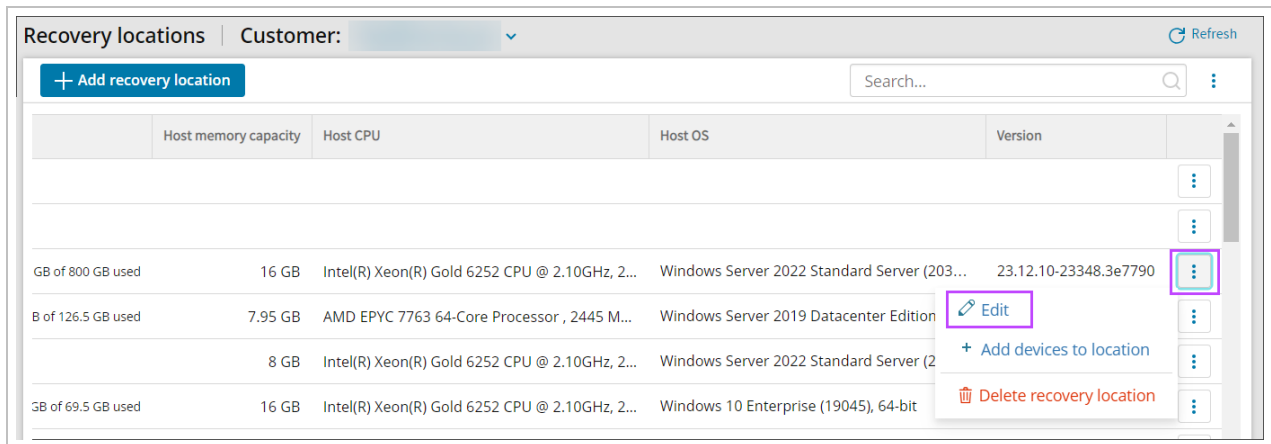 Recovery locations Customer:
Refresh
+ Add recovery location
Search...
Host memory capacity Host CPU Host OS Version
GB of 800 GB used 16 GB Intel(R) Xeon(R) Gold 6252 CPU @ 2.10GHz, 2... Windows Server 2022 Standard Server (203... 23.12.10-23348.3e7790
Edit
B of 126.5 GB used 7.95 GB AMD EPYC 7763 64-Core Processor , 2445 M... Windows Server 2019 Datacenter Edition
+ Add devices to location
8 GB Intel(R) Xeon(R) Gold 6252 CPU @ 2.10GHz, 2... Windows Server 2022 Standard Server (2
Delete recovery location
GB of 69.5 GB used 16 GB Intel(R) Xeon(R) Gold 6252 CPU @ 2.10GHz, 2... Windows 10 Enterprise (19045), 64-bit